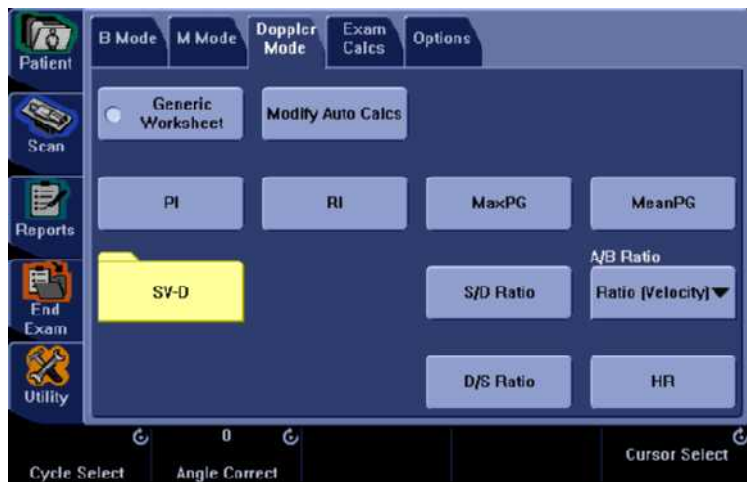 Patient
B Mode
M Mode
Doppler
Mode
Exam
Calcs
Options
Generic
Worksheet
Modify Auto Calcs
Scan
PI
RI
MaxPG
MeanPG
Reports
A/B Ratio
SV-D
S/D Ratio
Ratio (Velocity)
End
Exam
D/S Ratio
HR
Utility
0
Cycle Select
Angle Correct
Cursor Select